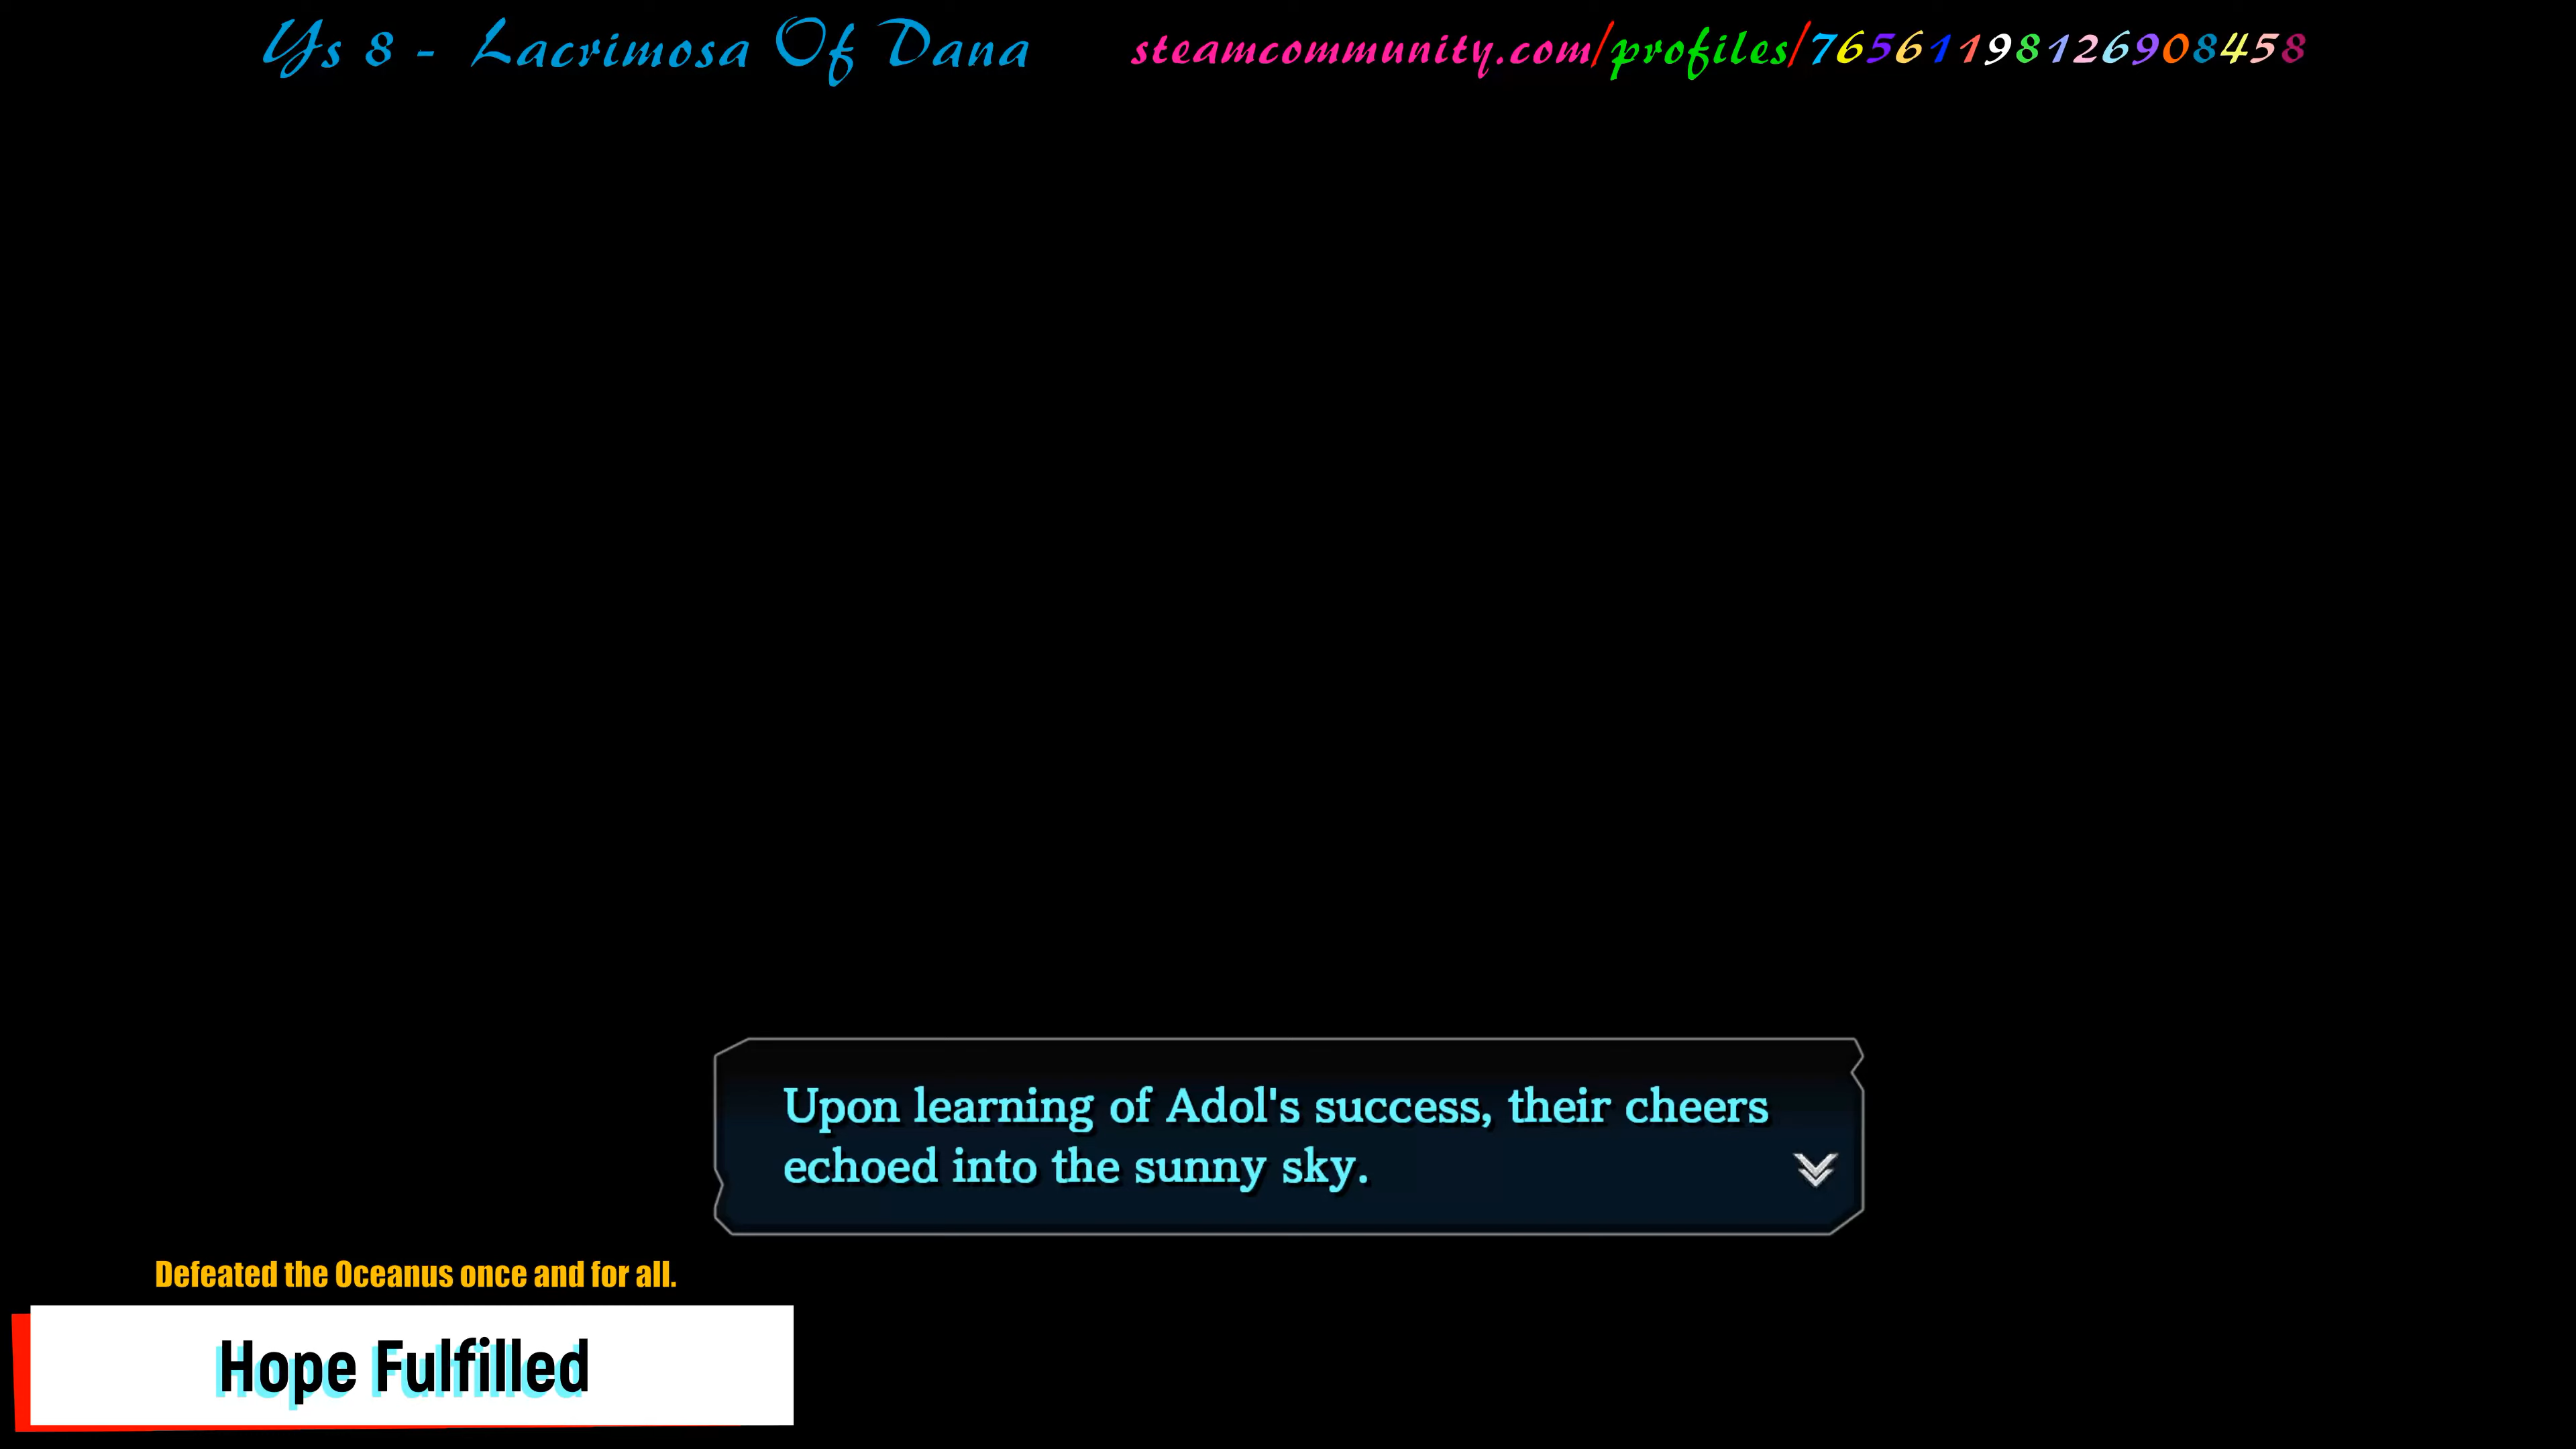 Ys 8 - Lacrimosa Of Dana
steamcommunity.com/profiles/76561198126908458
Upon learning of Adol's success, their cheers
echoed into the sunny sky.
Defeated the Oceanus once and for all.
Hope Fulfilled